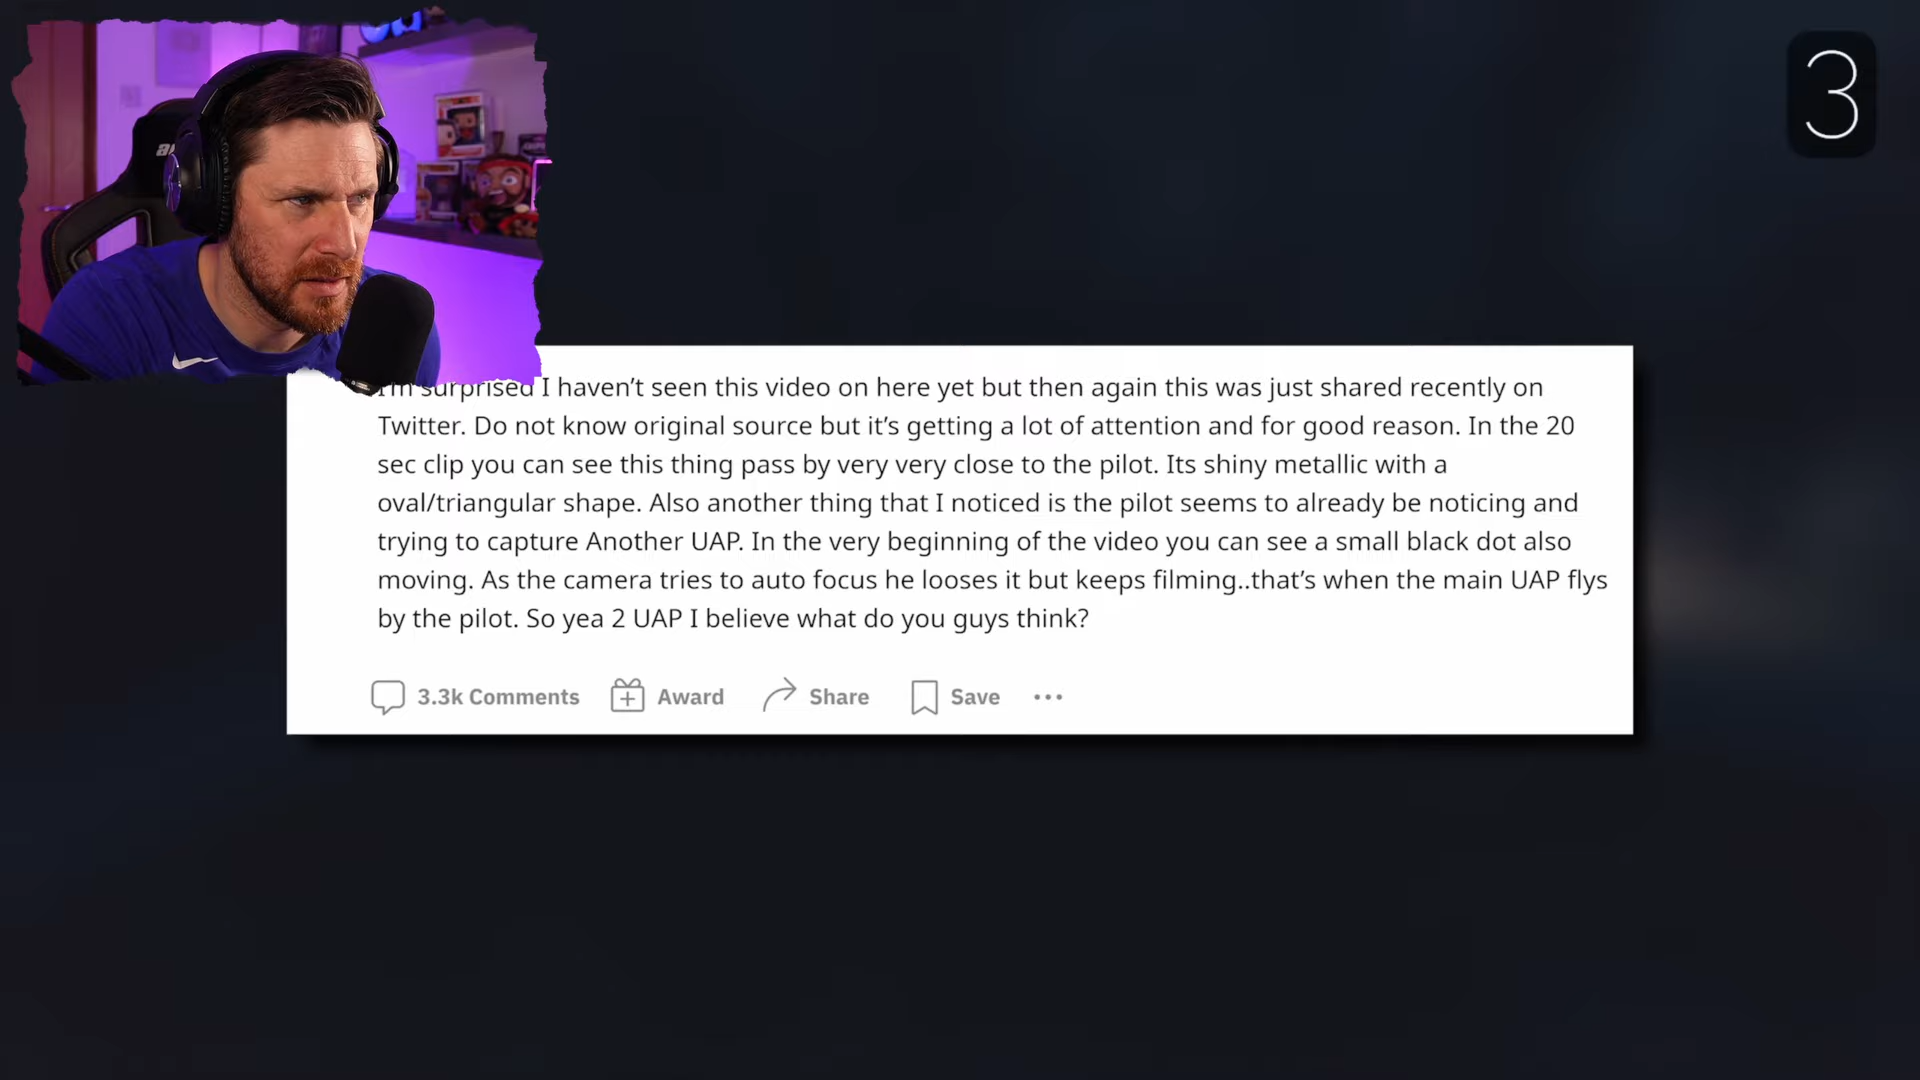 3
I'm surprised I haven't seen this video on here yet but then again this was just shared recently on
Twitter. Do not know original source but it's getting a lot of attention and for good reason. In the 20
sec clip you can see this thing pass by very very close to the pilot. Its shiny metallic with a
oval/triangular shape. Also another thing that I noticed is the pilot seems to already be noticing and
trying to capture Another UAP. In the very beginning of the video you can see a small black dot also
moving. As the camera tries to auto focus he looses it but keeps filming..that's when the main UAP flys
by the pilot. So yea 2 UAP I believe what do you guys think?
3.3k Comments Award Share Save